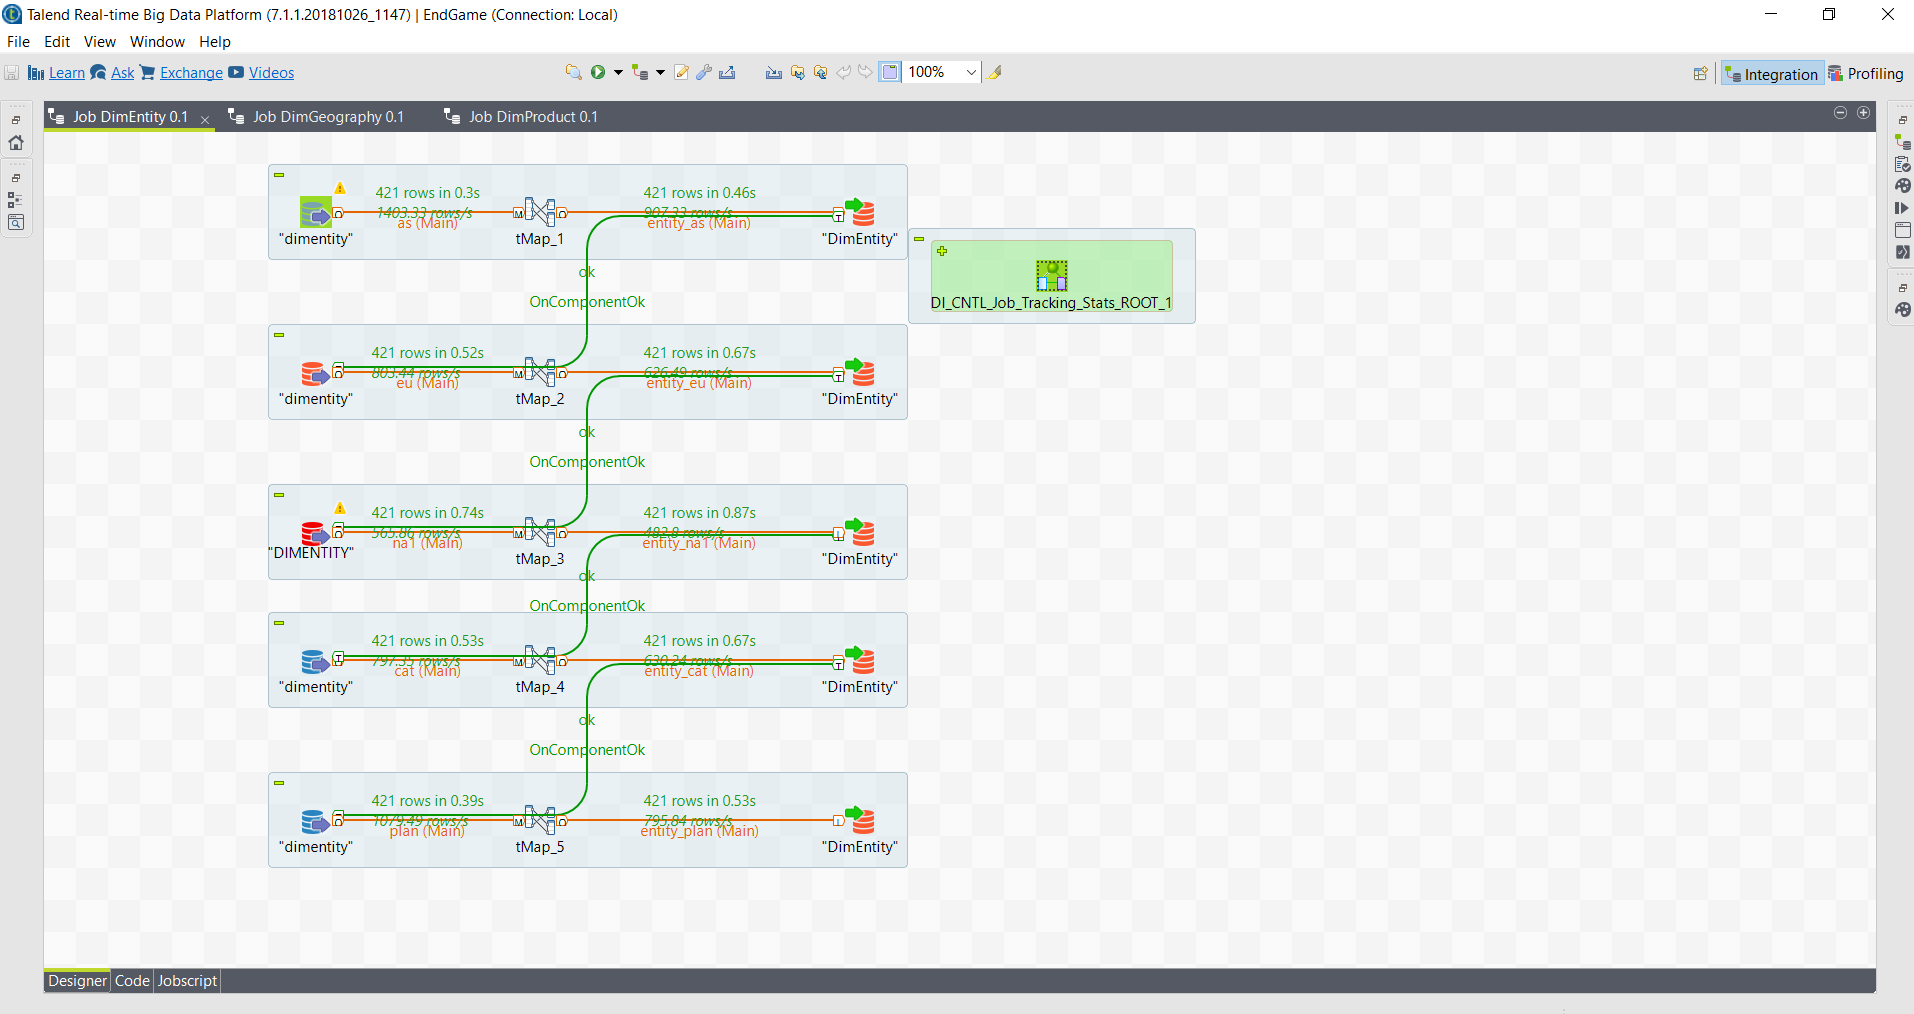 Talend Real-time Big Data Platform (7.1.1.20181026_1147) | EndGame (Connection: Local)
File Edit View Window Help
Learn Ask Exchange Videos 100% Integration Profiling
Job DimEntity 0.1 Job DimGeography 0.1 Job DimProduct 0.1
421 rows in 0.3s 421 rows in 0.46s
1403.33 rows/s 907.33 rows/s
as (Main) entity_as (Main)
"dimentity" tMap_1 "DimEntity"
DI_CNTL_Job_Tracking_Stats_ROOT_1
ok
OnComponentOk
421 rows in 0.52s 421 rows in 0.67s
803.44 rows/s 626.49 rows/s
eu (Main) entity_eu (Main)
"dimentity" tMap_2 "DimEntity"
ok
OnComponentOk
421 rows in 0.74s 421 rows in 0.87s
565.86 rows/s 482.8 rows/s
na1 (Main) entity_na1 (Main)
"DIMENTITY" tMap_3 "DimEntity"
ok
OnComponentOk
421 rows in 0.53s 421 rows in 0.67s
797.35 rows/s 630.24 rows/s
cat (Main) entity_cat (Main)
"dimentity" tMap_4 "DimEntity"
ok
OnComponentOk
421 rows in 0.39s 421 rows in 0.53s
1079.49 rows/s 795.84 rows/s
plan (Main) entity_plan (Main)
"dimentity" tMap_5 "DimEntity"
Designer Code Jobscript